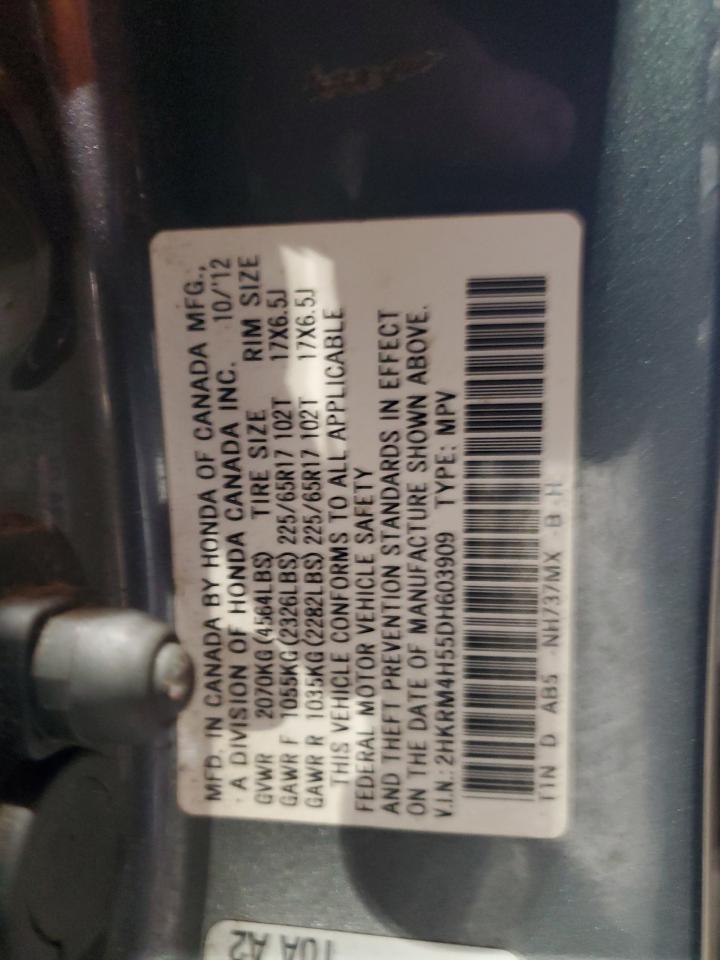 MFD. IN CANADA BY HONDA OF CANADA MFG.,
A DIVISION OF HONDA CANADA INC. 10/'12
GVWR 2070KG (4564LBS) TIRE SIZE RIM SIZE
GAWR F 1055KG (2326LBS) 225/65R17 102T 17X6.5J
GAWR R 1035KG (2282LBS) 225/65R17 102T 17X6.5J
THIS VEHICLE CONFORMS TO ALL APPLICABLE
FEDERAL MOTOR VEHICLE SAFETY
AND THEFT PREVENTION STANDARDS IN EFFECT
ON THE DATE OF MANUFACTURE SHOWN ABOVE.
V.I.N.: 2HKRM4H55DH603909 TYPE: MPV
T1N D AB5 -NH737MX -B H
10A A2